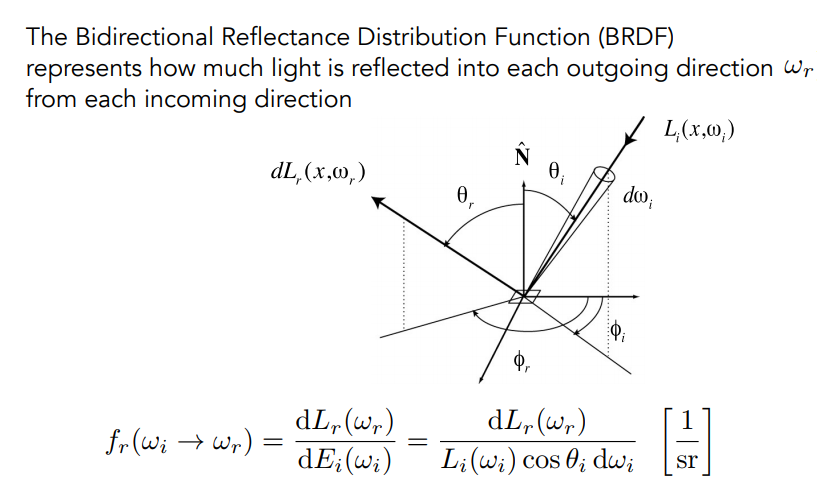 The Bidirectional Reflectance Distribution Function (BRDF)
represents how much light is reflected into each outgoing direction ωr
from each incoming direction
Li(x,ωi)
N̂
dLr(x,ωr)
θi
θr
dωi
ϕi
ϕr
fr(ωi → ωr) = dLr(ωr) / dEi(ωi) = dLr(ωr) / Li(ωi) cos θi dωi [1/sr]